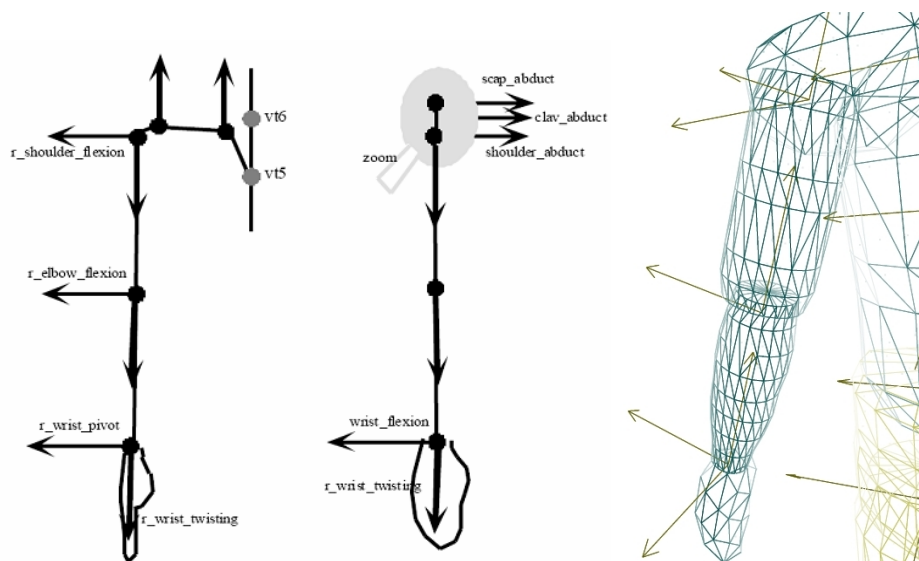 vt6
r_shoulder_flexion
vt5
r_elbow_flexion
r_wrist_pivot
r_wrist_twisting
scap_abduct
clav_abduct
shoulder_abduct
zoom
wrist_flexion
r_wrist_twisting